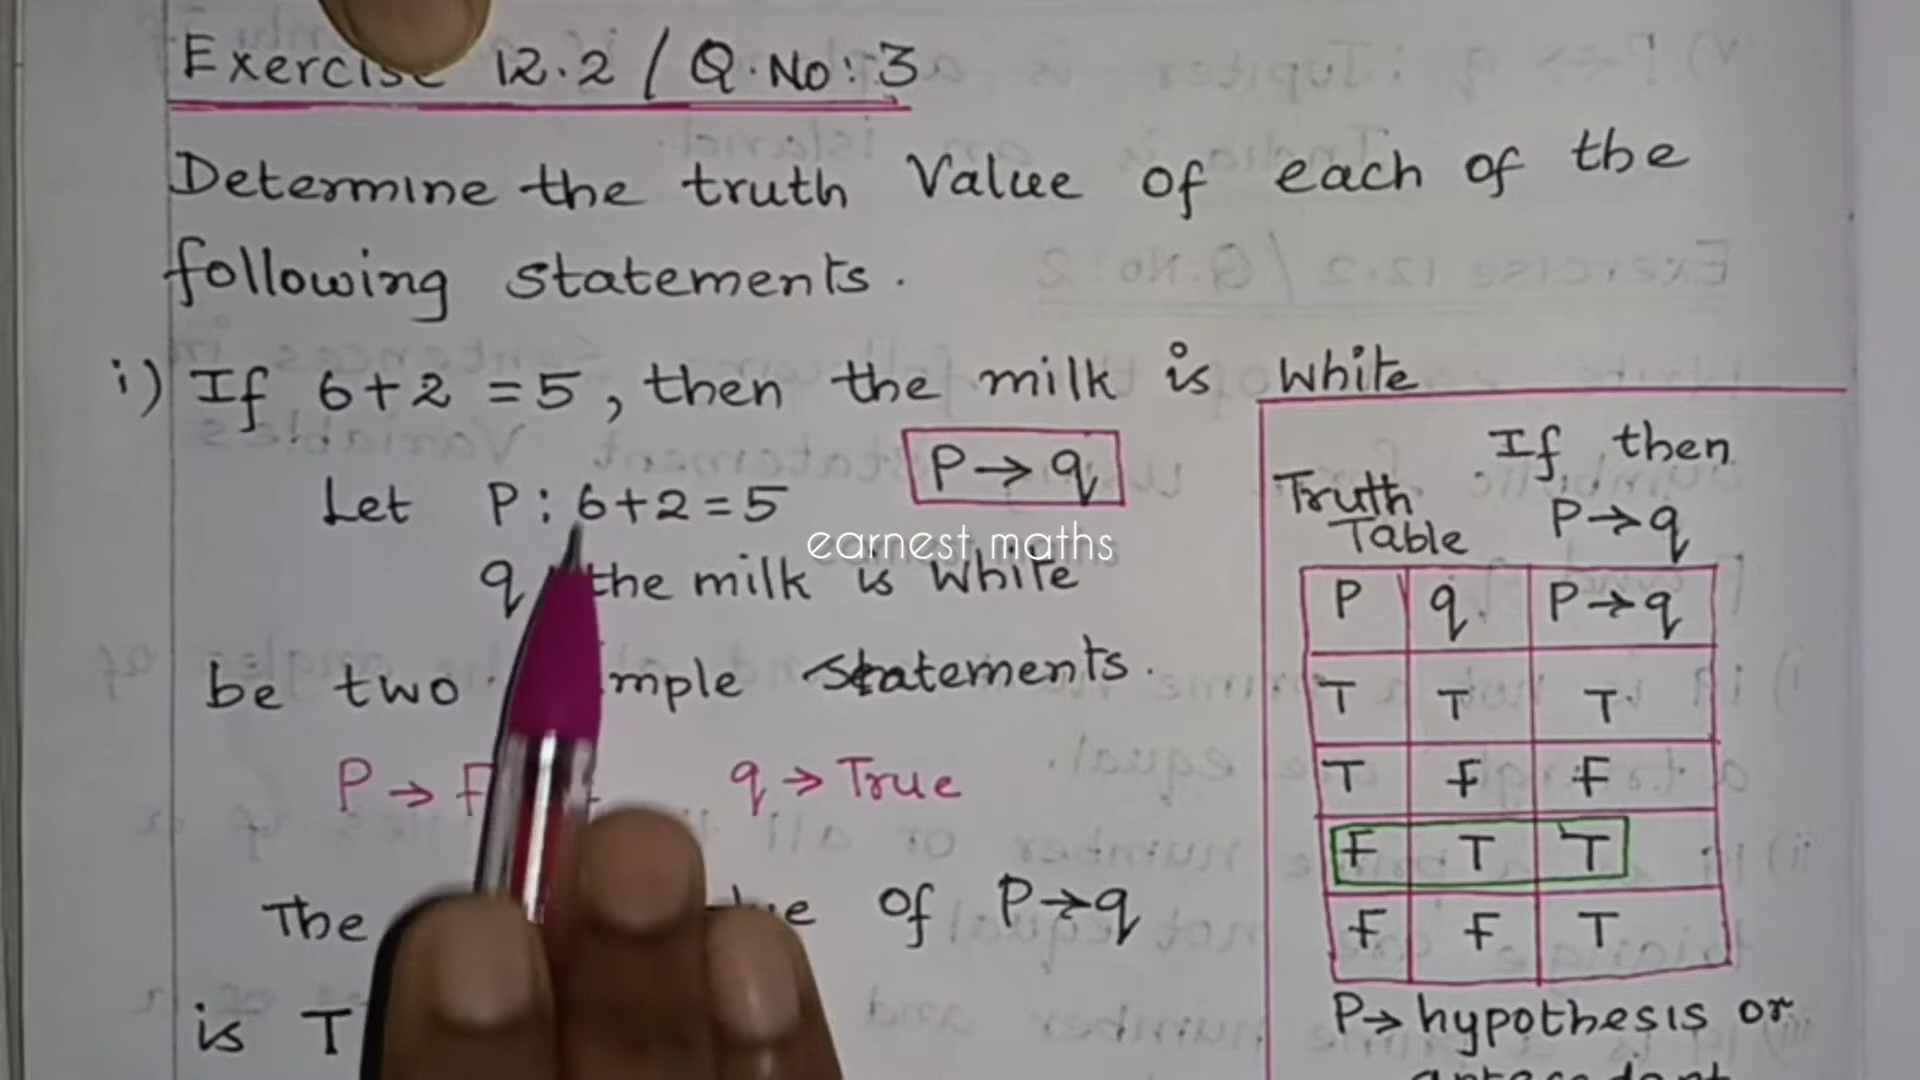 Exercise 12.2 / Q.No: 3
Determine the truth Value of each of the
following statements.
i) If 6+2 = 5, then the milk is white
P → q
Let P : 6+2=5
q the milk is white
be two statements.
P → q → True
The of P→q
is T
earnest maths
If then
Truth Table P→q
P q P→q
T T T
T F F
F T T
F F T
P→ hypothesis or